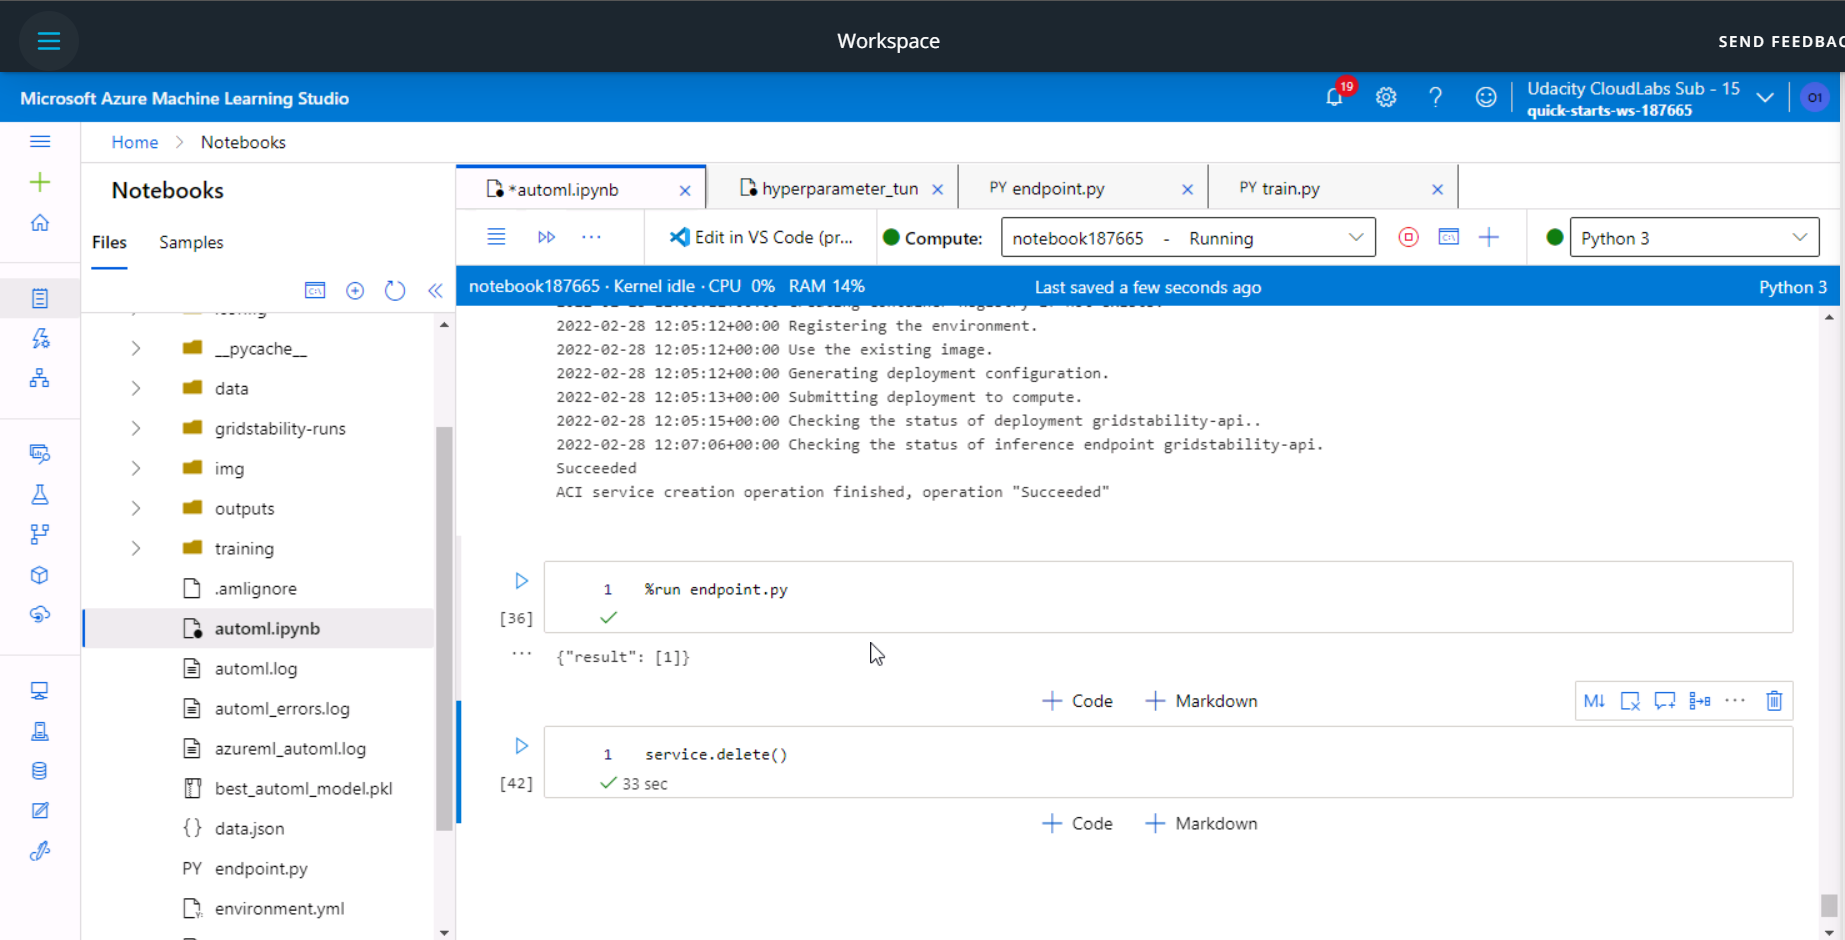 Workspace
SEND FEEDBAC
Microsoft Azure Machine Learning Studio
19
Udacity CloudLabs Sub - 15
quick-starts-ws-187665
O1
Home > Notebooks
Notebooks
Files
Samples
__pycache__
data
gridstability-runs
img
outputs
training
.amlignore
automl.ipynb
automl.log
automl_errors.log
azureml_automl.log
best_automl_model.pkl
{} data.json
PY endpoint.py
environment.yml
*automl.ipynb
hyperparameter_tun
PY endpoint.py
PY train.py
Edit in VS Code (pr...
Compute:
notebook187665 - Running
Python 3
notebook187665 · Kernel idle · CPU 0% RAM 14%
Last saved a few seconds ago
Python 3
2022-02-28 12:05:12+00:00 Registering the environment.
2022-02-28 12:05:12+00:00 Use the existing image.
2022-02-28 12:05:12+00:00 Generating deployment configuration.
2022-02-28 12:05:13+00:00 Submitting deployment to compute.
2022-02-28 12:05:15+00:00 Checking the status of deployment gridstability-api..
2022-02-28 12:07:06+00:00 Checking the status of inference endpoint gridstability-api.
Succeeded
ACI service creation operation finished, operation "Succeeded"
1 %run endpoint.py
[36]
{"result": [1]}
+ Code + Markdown
M↓
1 service.delete()
[42]
33 sec
+ Code + Markdown